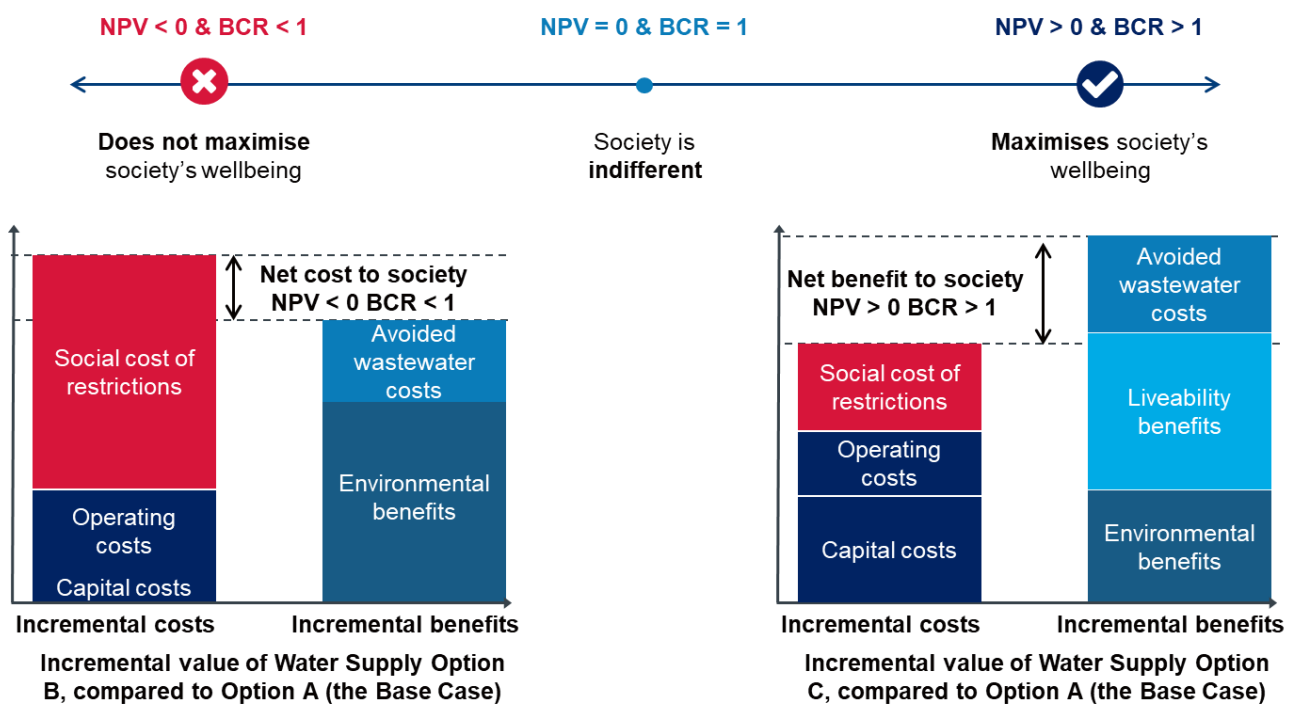 NPV < 0 & BCR < 1
NPV = 0 & BCR = 1
NPV > 0 & BCR > 1
Does not maximise
society's wellbeing
Society is
indifferent
Maximises society's
wellbeing
Net cost to society
NPV < 0 BCR < 1
Social cost of
restrictions
Operating
costs
Capital costs
Avoided
wastewater
costs
Environmental
benefits
Incremental costs
Incremental benefits
Incremental value of Water Supply Option
B, compared to Option A (the Base Case)
Net benefit to society
NPV > 0 BCR > 1
Social cost of
restrictions
Operating
costs
Capital costs
Avoided
wastewater
costs
Liveability
benefits
Environmental
benefits
Incremental costs
Incremental benefits
Incremental value of Water Supply Option
C, compared to Option A (the Base Case)